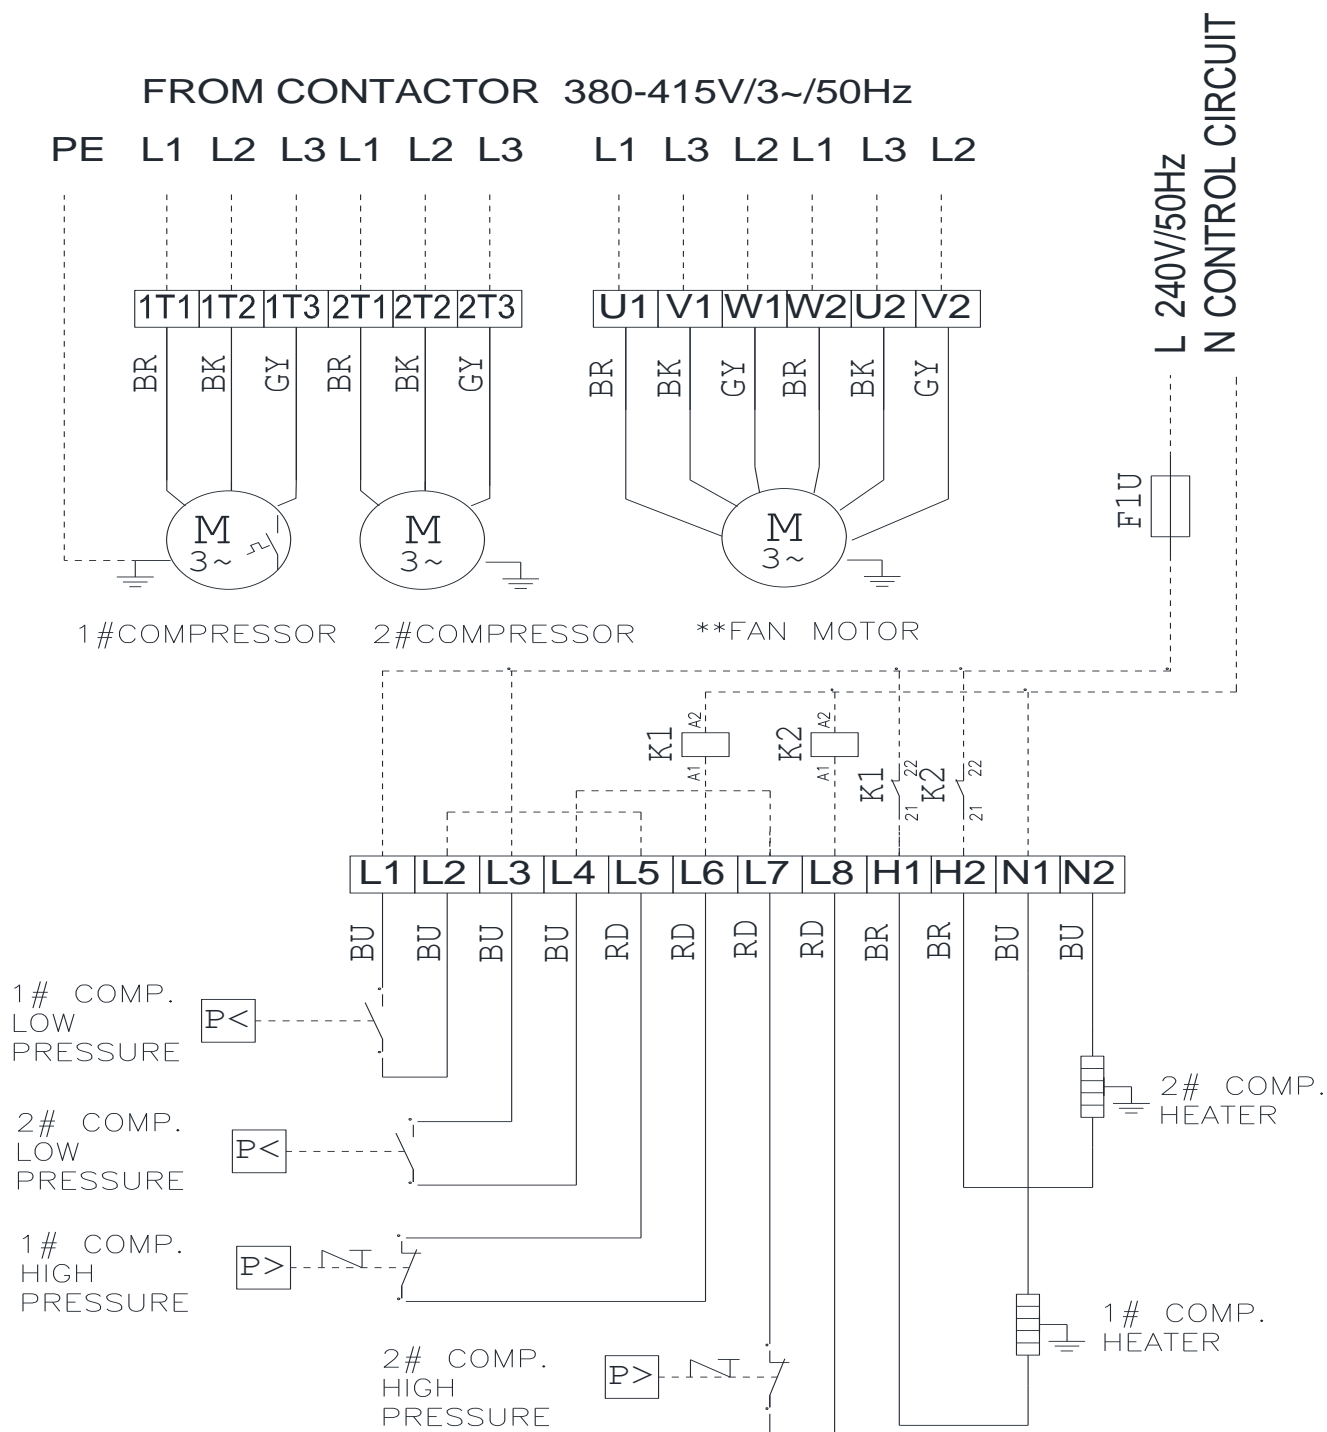 FROM CONTACTOR 380-415V/3~/50Hz
PE L1 L2 L3 L1 L2 L3 L1 L3 L2 L1 L3 L2
L 240V/50Hz
N CONTROL CIRCUIT
1T1 1T2 1T3 2T1 2T2 2T3 U1 V1 W1 W2 U2 V2
BR BK GY BR BK GY BR BK GY BR BK GY
F1U
M M M
3~ 3~ 3~
1#COMPRESSOR 2#COMPRESSOR **FAN MOTOR
K1 A2 A1 K2 A2 A1 K1 22 21 K2 22 21
L1 L2 L3 L4 L5 L6 L7 L8 H1 H2 N1 N2
BU BU BU BU RD RD RD RD BR BR BU BU
1# COMP.
LOW
PRESSURE
P<
2# COMP.
HEATER
2# COMP.
LOW
PRESSURE
P<
1# COMP.
HIGH
PRESSURE
P>
1# COMP.
HEATER
2# COMP.
HIGH
PRESSURE
P>